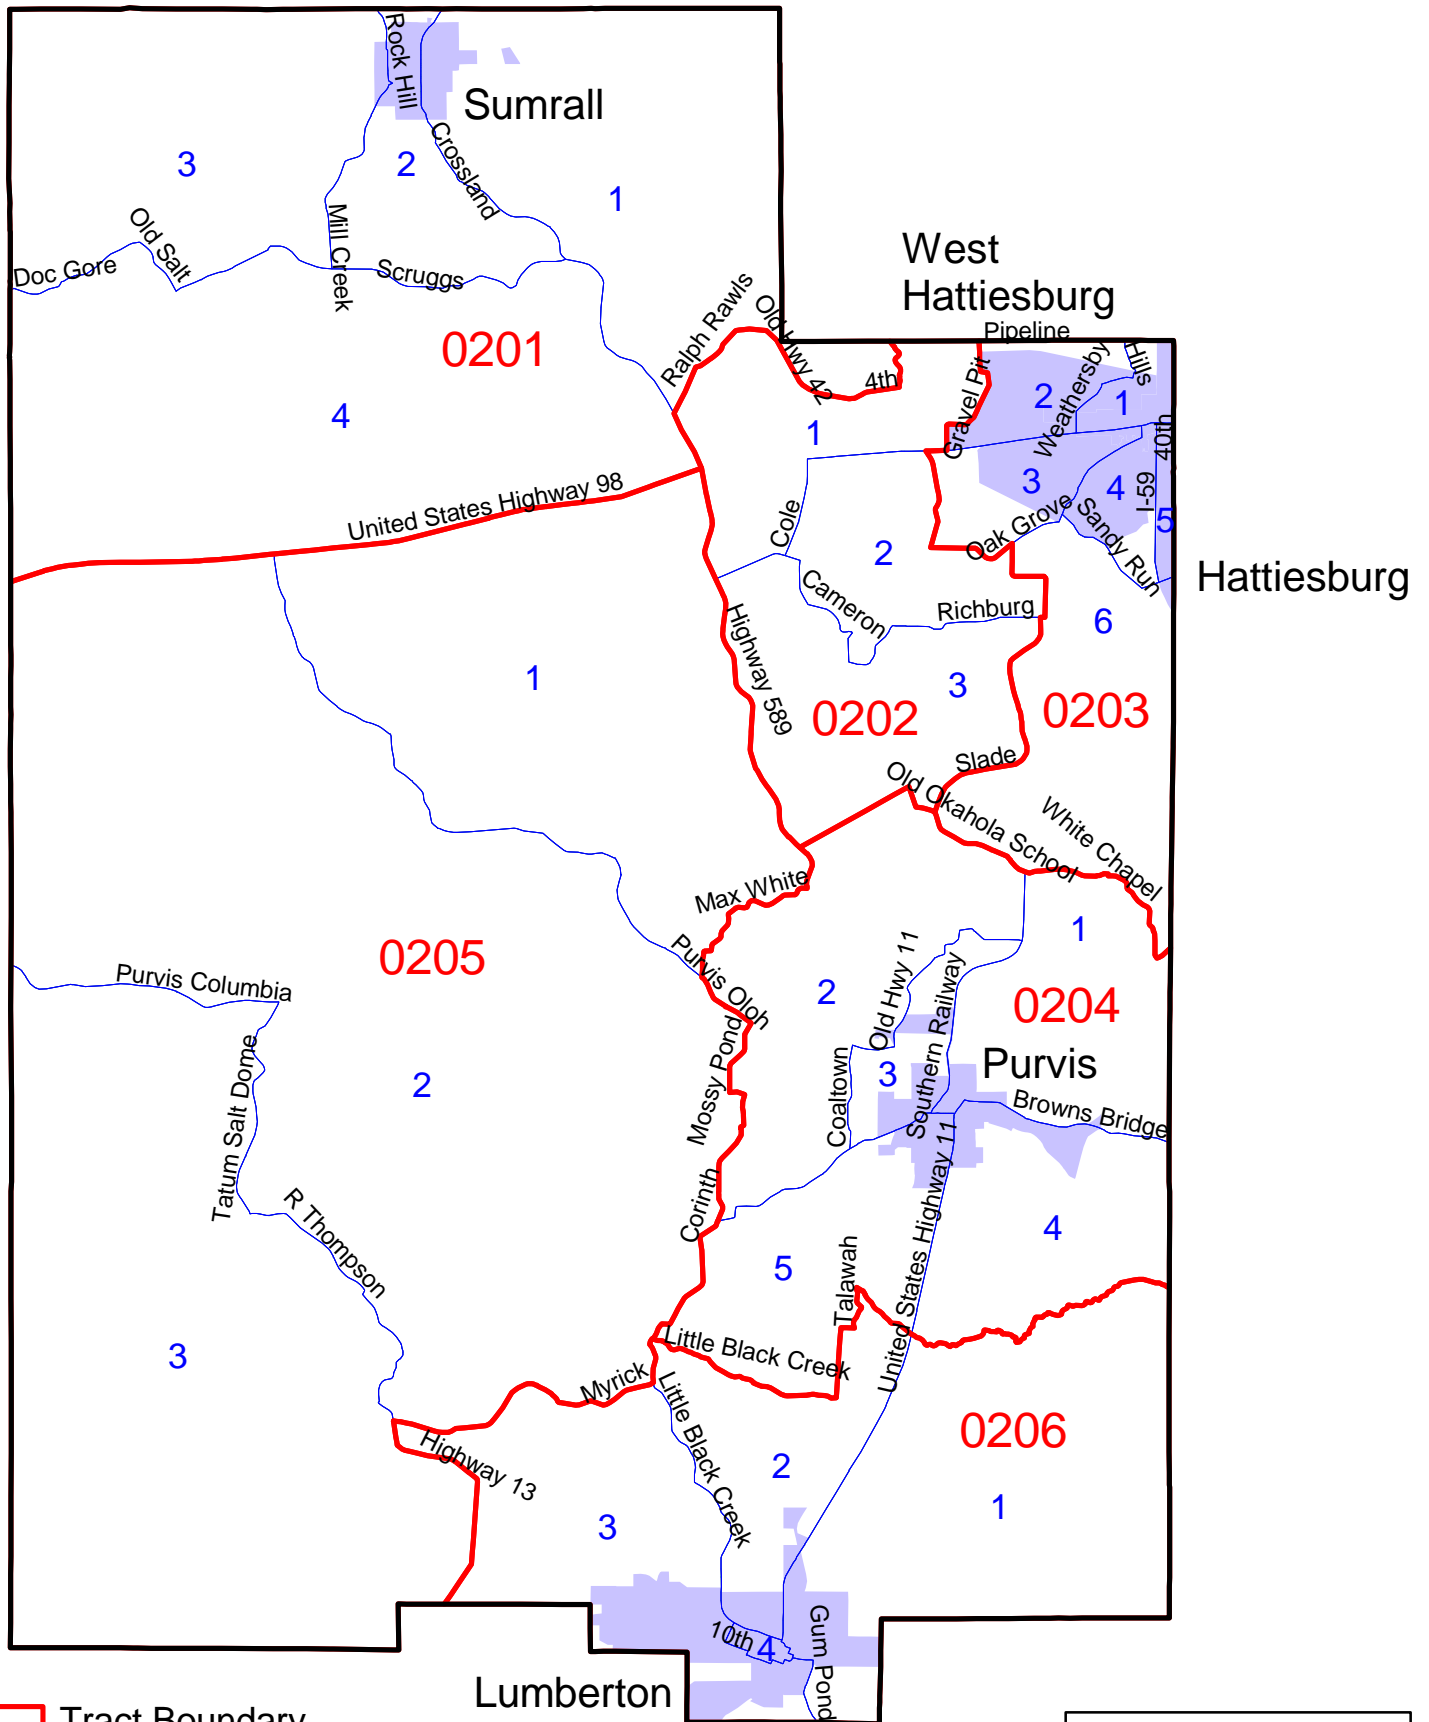 Rock Hill
Sumrall
Crossland
3
2
1
Old Salt
Mill Creek
Doc Gore
Scruggs
West
Hattiesburg
Pipeline
Ralph Rawls
Old Hwy 42
4th
Gravel Pit
Weathersby
Hills
0201
4
1
2
1
40th
United States Highway 98
Cole
3
4
I-59
5
Oak Grove
Sandy Run
Hattiesburg
2
Cameron
Richburg
6
1
Highway 589
3
0202
0203
Slade
Old Okahola School
White Chapel
Max White
1
0205
Purvis Oloh
Old Hwy 11
2
Southern Railway
0204
Purvis Columbia
Tatum Salt Dome
Mossy Pond
Coaltown
3
Purvis
2
Browns Bridge
R Thompson
Corinth
United States Highway 11
4
5
Talawah
3
Little Black Creek
Myrick
Little Black Creek
0206
Highway 13
2
1
3
10th
4
Gum Pond
Lumberton
Tract Boundary